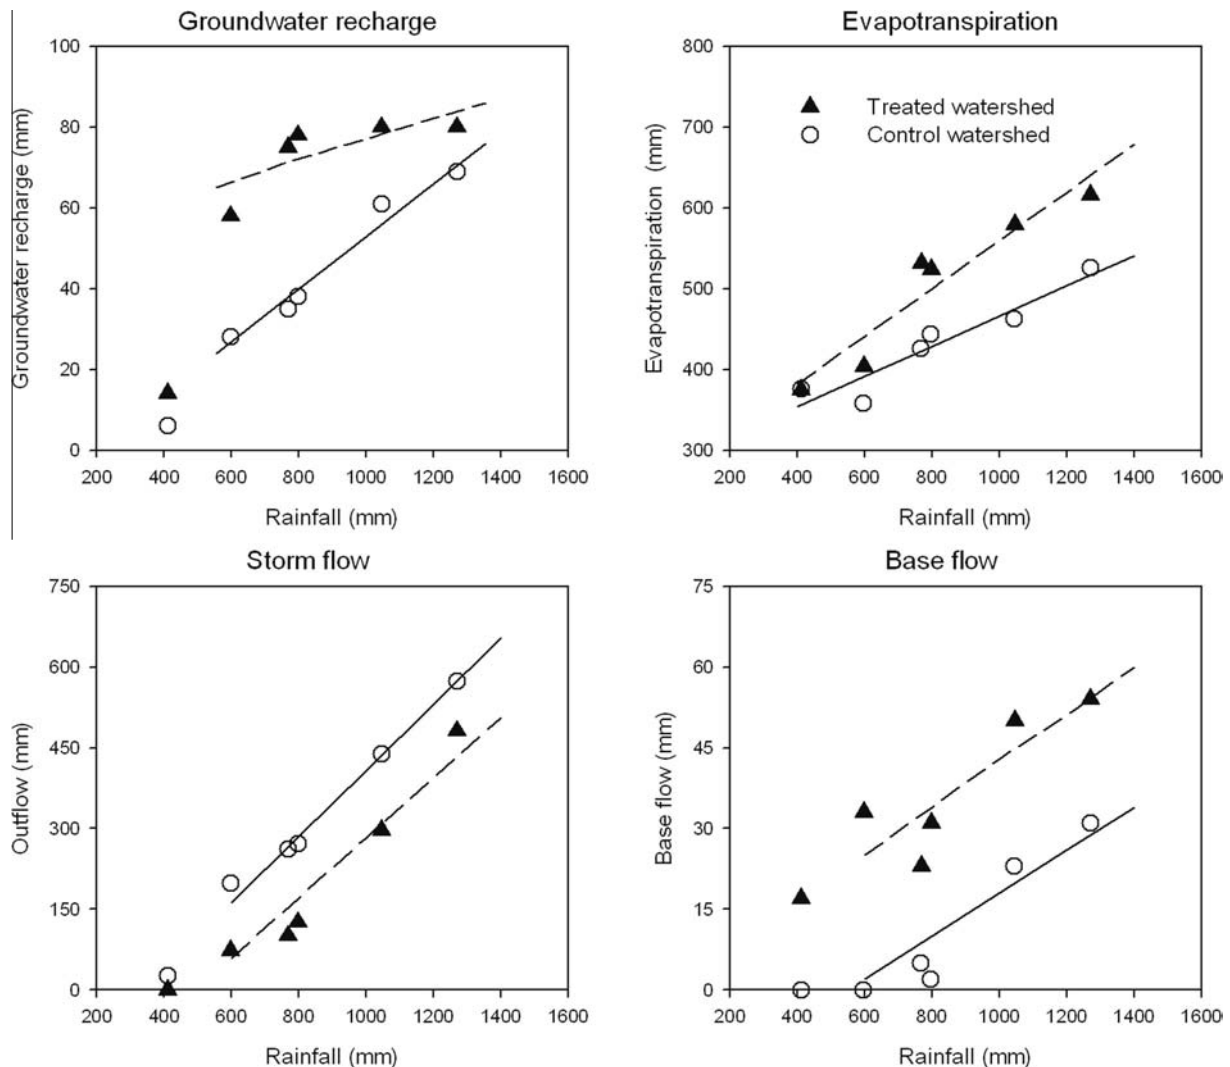 Groundwater recharge
Groundwater recharge (mm)
100
80
60
40
20
0
200 400 600 800 1000 1200 1400 1600
Rainfall (mm)
Evapotranspiration
Evapotranspiration (mm)
800
700
600
500
400
300
Treated watershed
Control watershed
200 400 600 800 1000 1200 1400 1600
Rainfall (mm)
Storm flow
Outflow (mm)
750
600
450
300
150
0
200 400 600 800 1000 1200 1400 1600
Rainfall (mm)
Base flow
Base flow (mm)
75
60
45
30
15
0
200 400 600 800 1000 1200 1400 1600
Rainfall (mm)